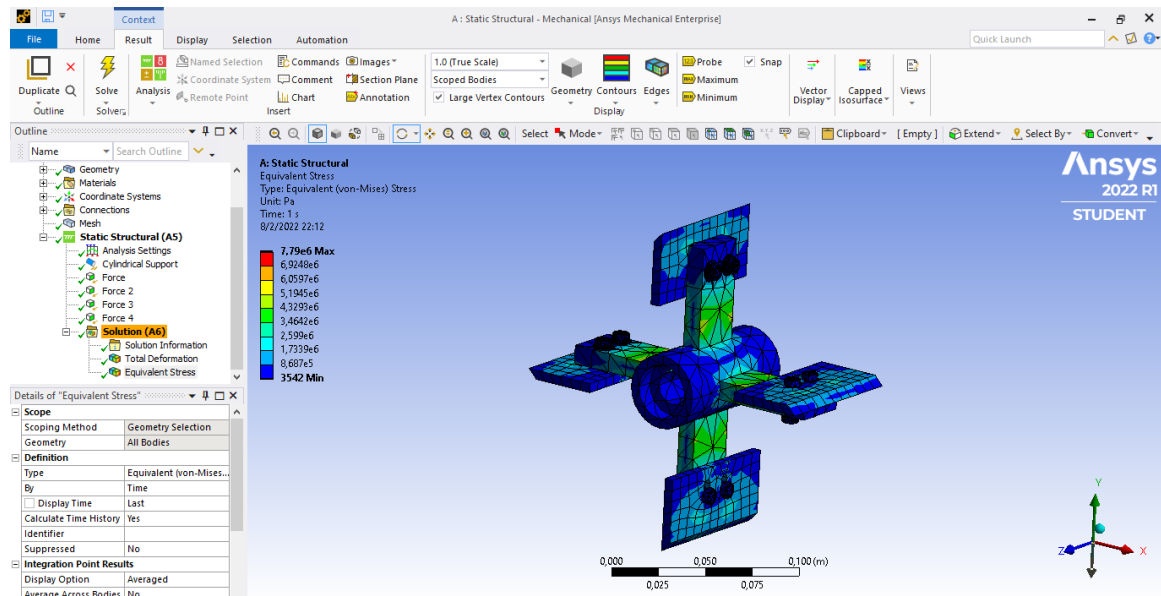 Context
A : Static Structural - Mechanical [Ansys Mechanical Enterprise]
File Home Result Display Selection Automation
Quick Launch
Duplicate
Outline
Solve
Solvers
Analysis
Named Selection
Coordinate System
Remote Point
Commands
Comment
Chart
Images
Section Plane
Annotation
Insert
1.0 (True Scale)
Scoped Bodies
Large Vertex Contours
Geometry Contours Edges
Display
Probe
Maximum
Minimum
Snap
Vector
Display
Capped
Isosurface
Views
Outline
Name Search Outline
Select Mode Clipboard [ Empty ] Extend Select By Convert
Geometry
Materials
Coordinate Systems
Connections
Mesh
Static Structural (A5)
Analysis Settings
Cylindrical Support
Force
Force 2
Force 3
Force 4
Solution (A6)
Solution Information
Total Deformation
Equivalent Stress
Details of "Equivalent Stress"
Scope
Scoping Method Geometry Selection
Geometry All Bodies
Definition
Type Equivalent (von-Mises...
By Time
Display Time Last
Calculate Time History Yes
Identifier
Suppressed No
Integration Point Results
Display Option Averaged
Average Across Bodies No
A: Static Structural
Equivalent Stress
Type: Equivalent (von-Mises) Stress
Unit: Pa
Time: 1 s
8/2/2022 22:12
7,79e6 Max
6,9248e6
6,0597e6
5,1945e6
4,3293e6
3,4642e6
2,599e6
1,7339e6
8,687e5
3542 Min
Ansys
2022 R1
STUDENT
0,000 0,050 0,100 (m)
0,025 0,075
Y
Z X